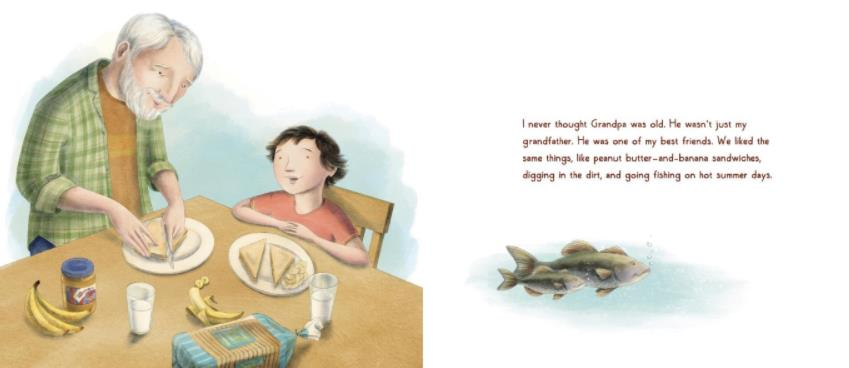 I never thought Grandpa was old. He wasn't just my
grandfather. He was one of my best friends. We liked the
same things, like peanut butter-and-banana sandwiches,
digging in the dirt, and going fishing on hot summer days.